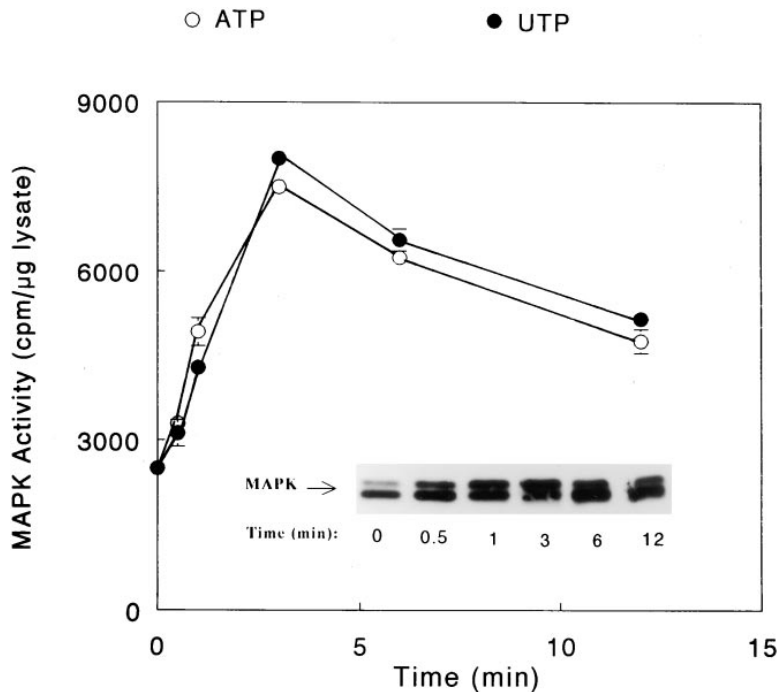 ATP UTP
9000
6000
3000
0
MAPK Activity (cpm/µg lysate)
MAPK
Time (min): 0 0.5 1 3 6 12
0 5 10 15
Time (min)